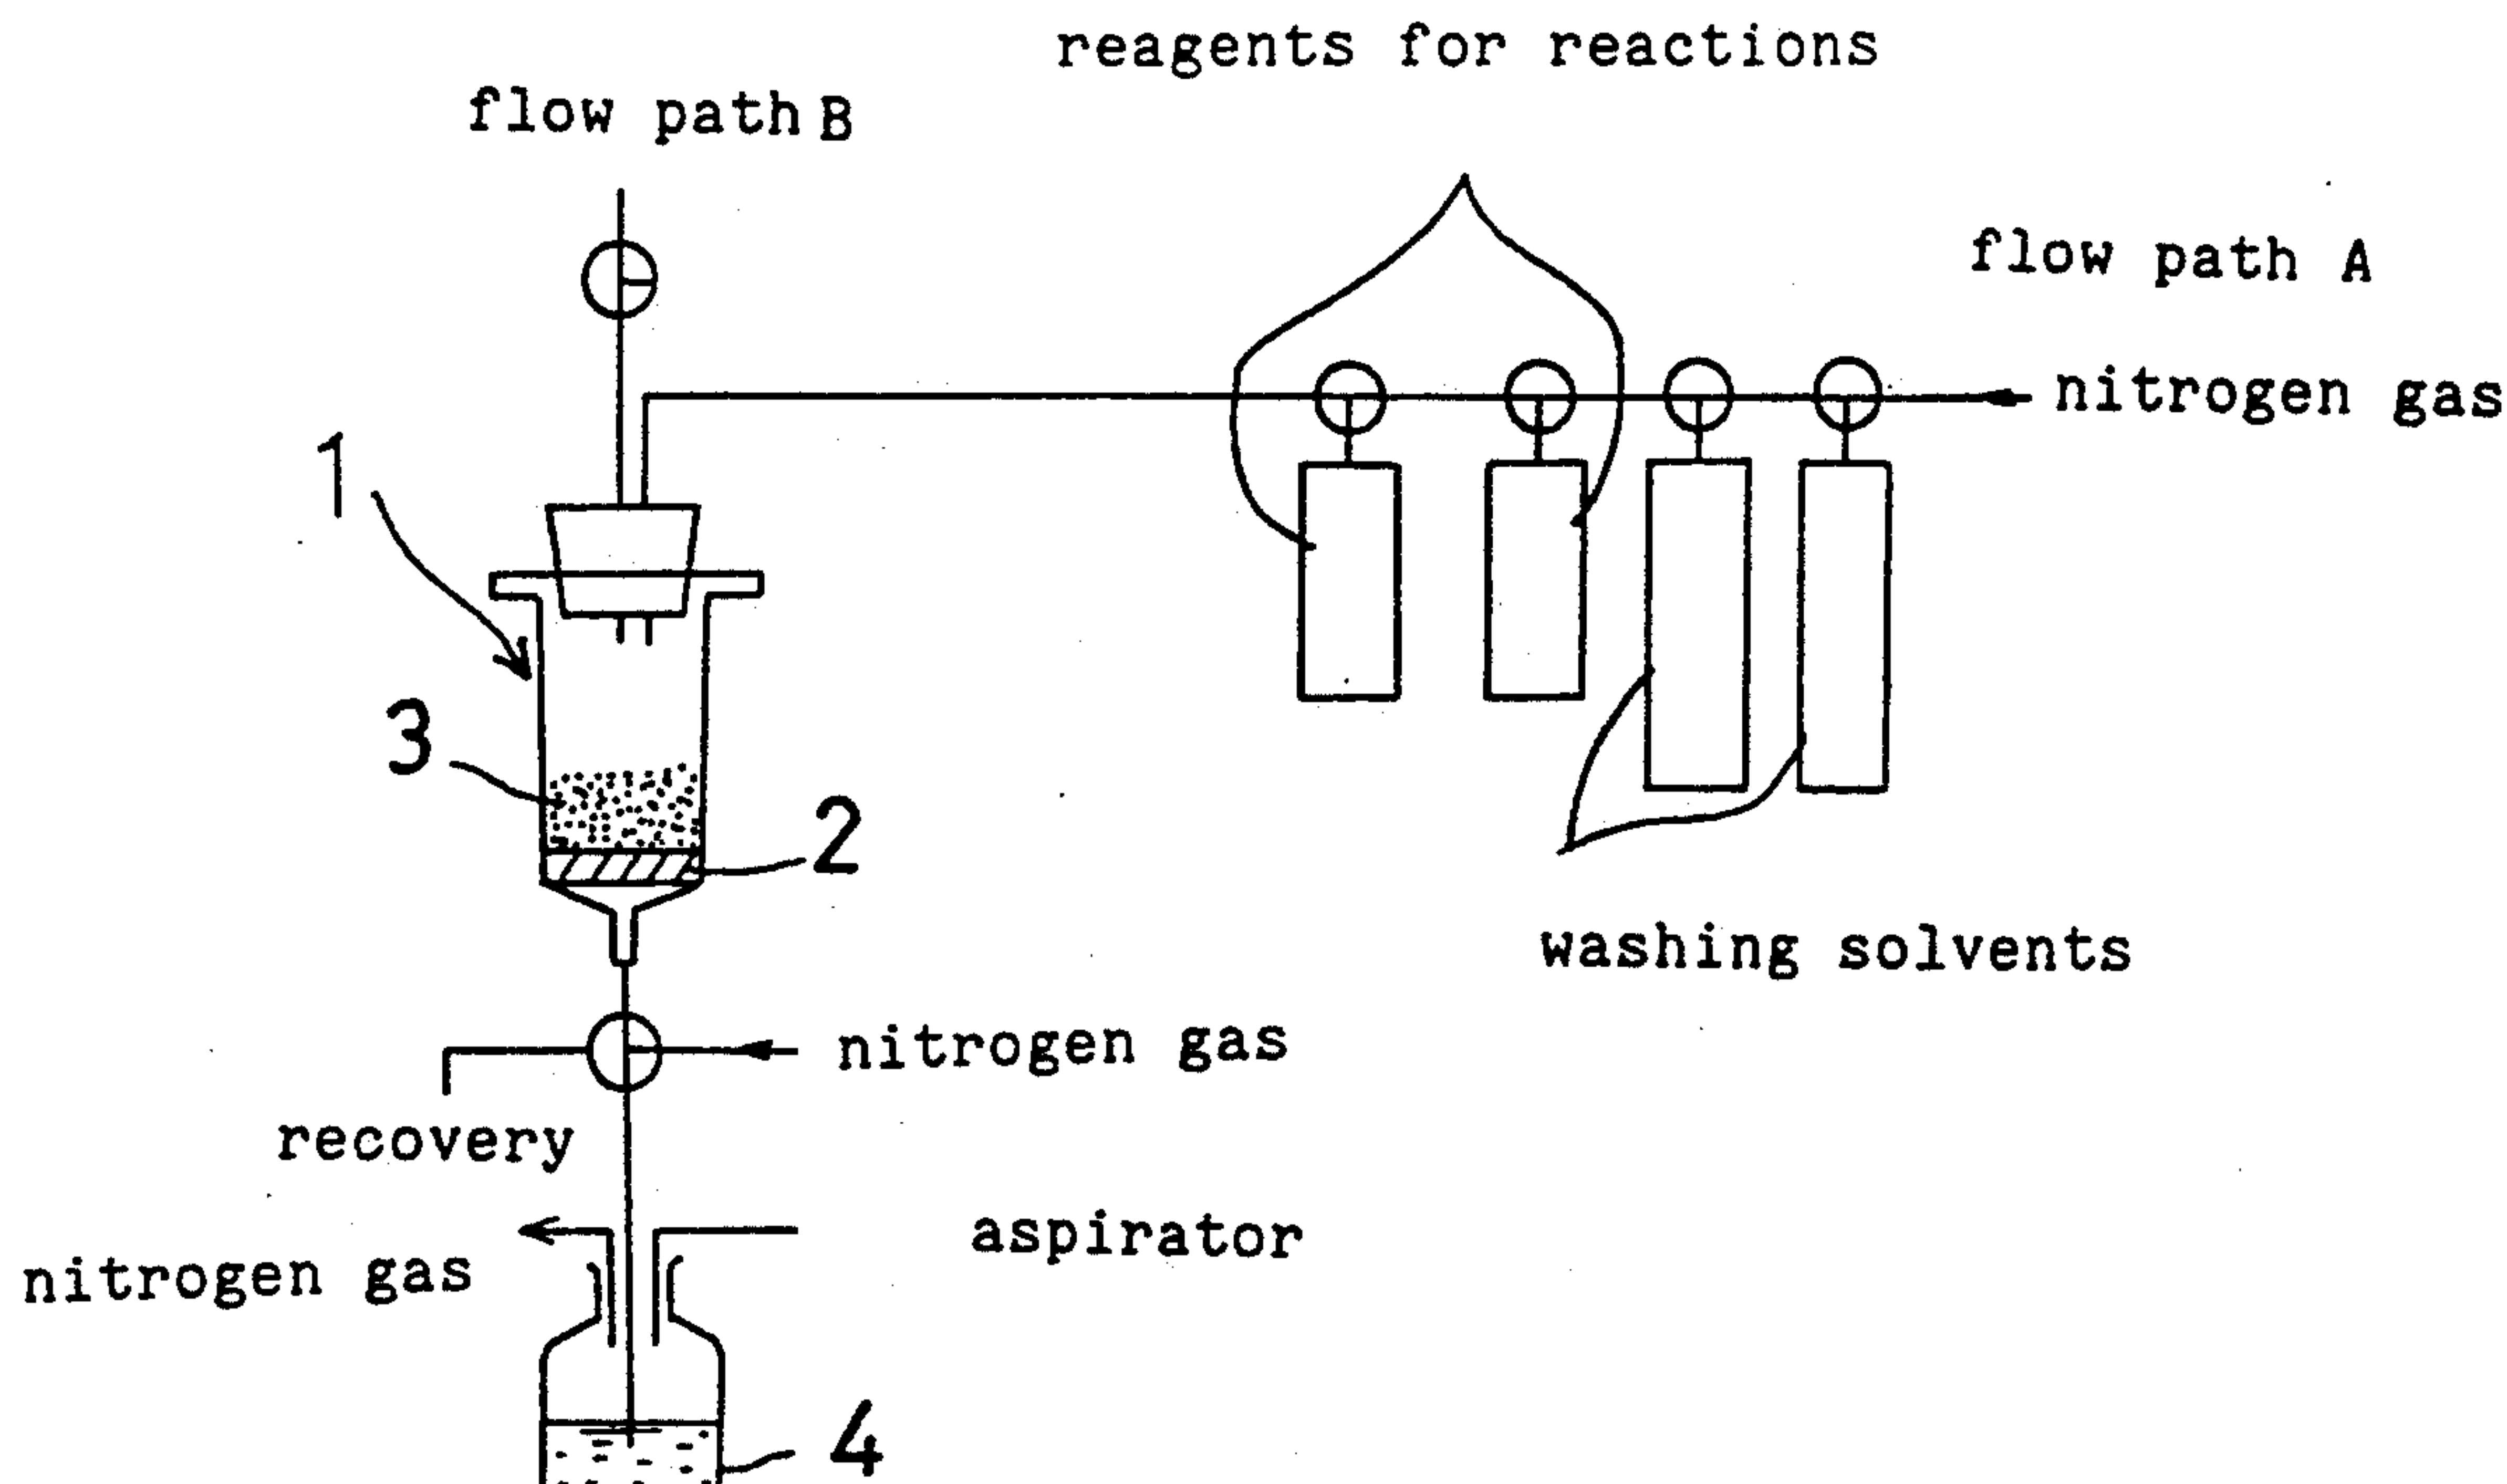 reagents for reactions
flow path B
flow path A
nitrogen gas
1
3
2
washing solvents
nitrogen gas
recovery
aspirator
nitrogen gas
4